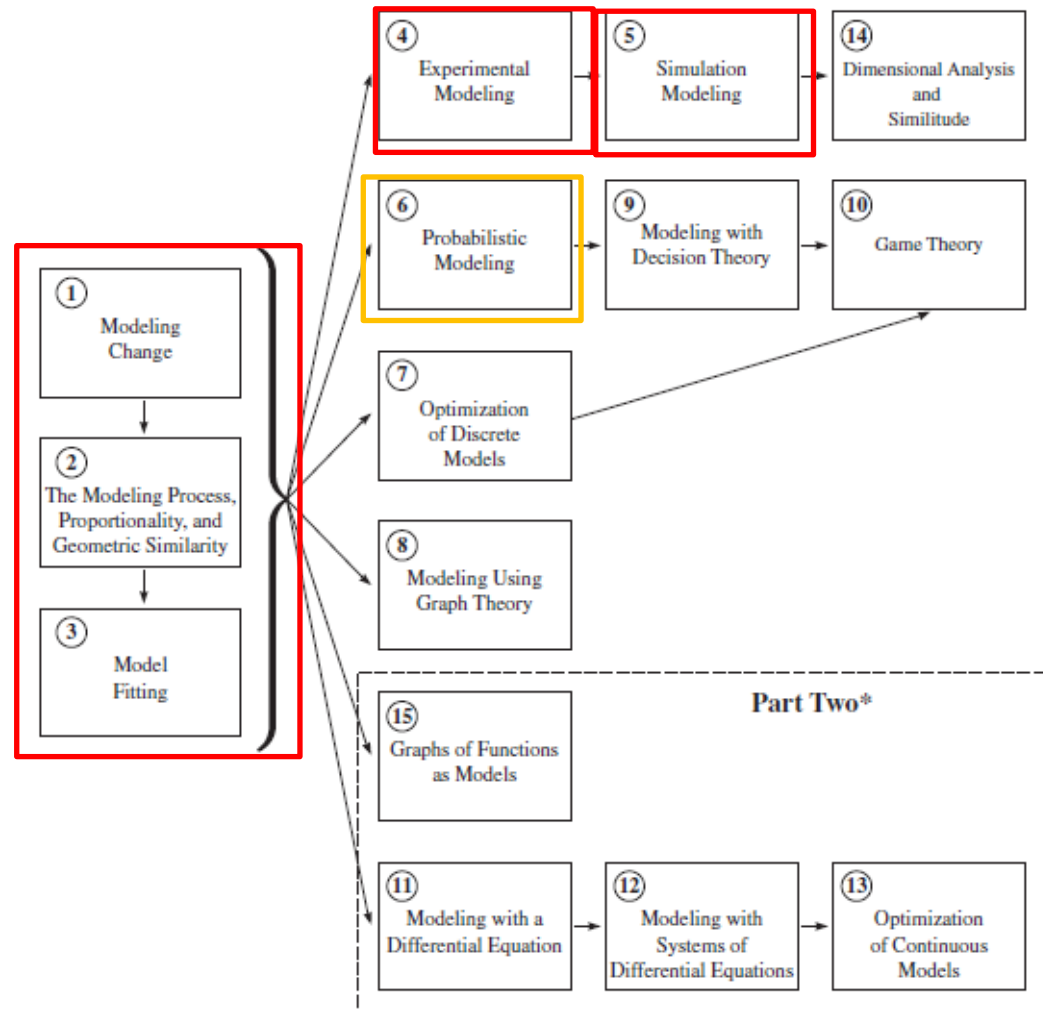 4
Experimental
Modeling
5
Simulation
Modeling
14
Dimensional Analysis
and
Similitude
6
Probabilistic
Modeling
9
Modeling with
Decision Theory
10
Game Theory
1
Modeling
Change
2
The Modeling Process,
Proportionality, and
Geometric Similarity
3
Model
Fitting
7
Optimization
of Discrete
Models
8
Modeling Using
Graph Theory
Part Two*
15
Graphs of Functions
as Models
11
Modeling with a
Differential Equation
12
Modeling with
Systems of
Differential Equations
13
Optimization
of Continuous
Models